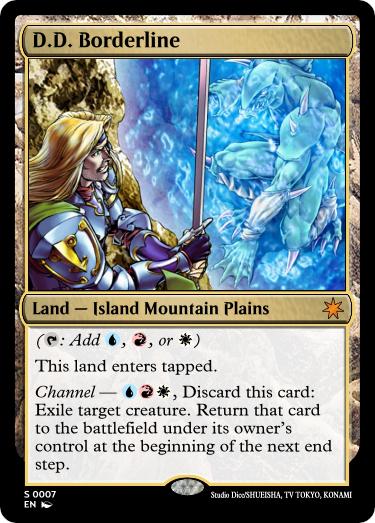 D.D. Borderline
Land — Island Mountain Plains
(: Add , , or )
This land enters tapped.
Channel — , Discard this card:
Exile target creature. Return that card
to the battlefield under its owner's
control at the beginning of the next end
step.
S 0007
EN
Studio Dice/SHUEISHA, TV TOKYO, KONAMI